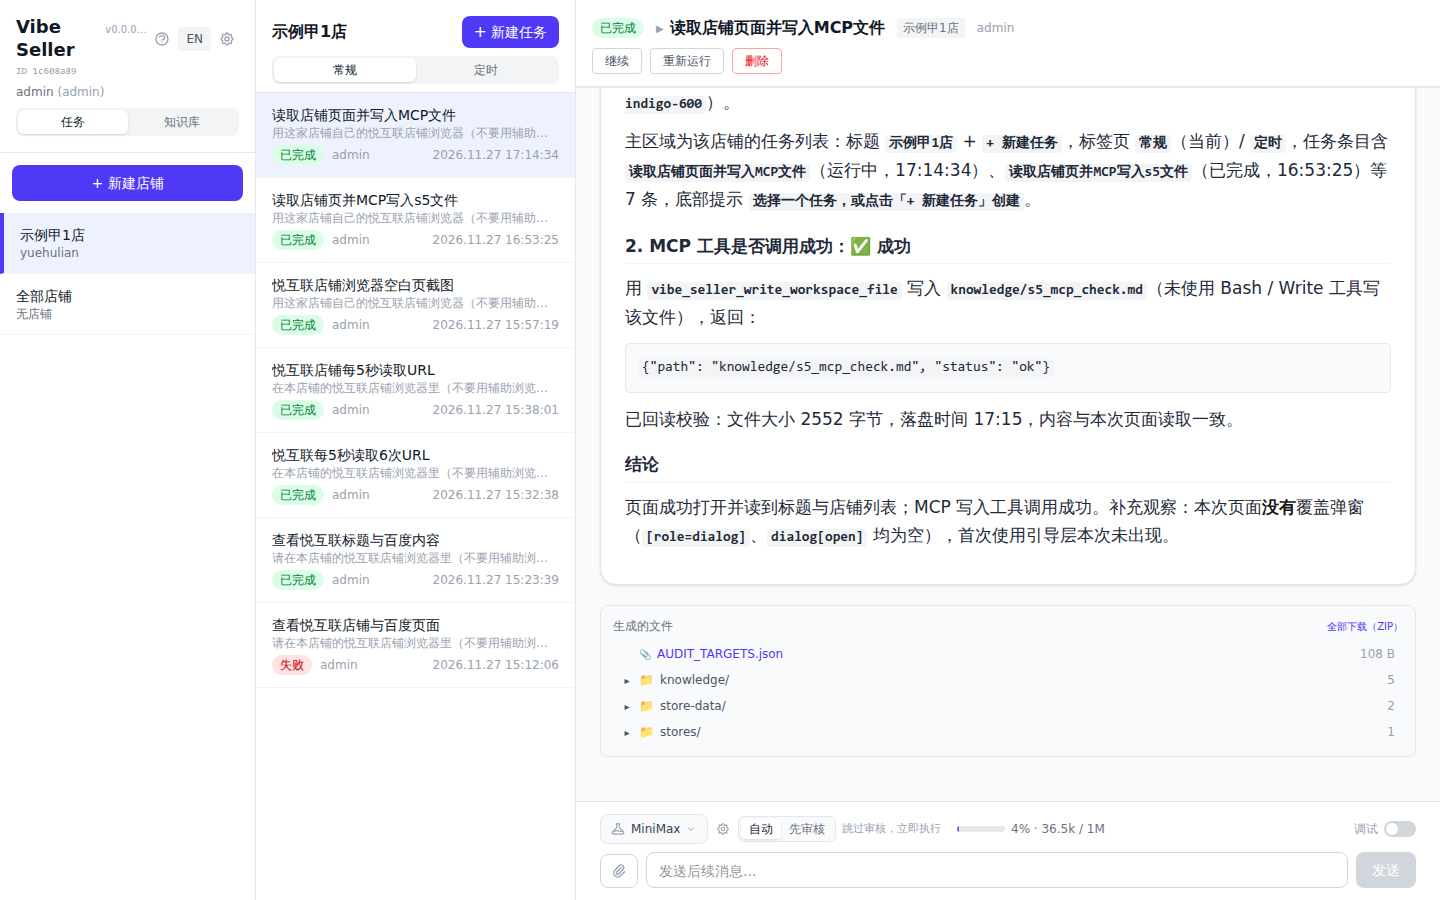 Vibe Seller
v0.0.0...
EN
ID 1c608a89
admin (admin)
任务
知识库
+ 新建店铺
示例甲1店
yuehulian
全部店铺
无店铺
示例甲1店
+ 新建任务
常规
定时
读取店铺页面并写入MCP文件
用这家店铺自己的悦互联店铺浏览器（不要用辅助...
已完成 admin 2026.11.27 17:14:34
读取店铺页并MCP写入s5文件
用这家店铺自己的悦互联店铺浏览器（不要用辅助...
已完成 admin 2026.11.27 16:53:25
悦互联店铺浏览器空白页截图
用这家店铺自己的悦互联店铺浏览器（不要用辅助...
已完成 admin 2026.11.27 15:57:19
悦互联店铺每5秒读取URL
在本店铺的悦互联店铺浏览器里（不要用辅助浏览...
已完成 admin 2026.11.27 15:38:01
悦互联每5秒读取6次URL
在本店铺的悦互联店铺浏览器里（不要用辅助浏览...
已完成 admin 2026.11.27 15:32:38
查看悦互联标题与百度内容
请在本店铺的悦互联店铺浏览器里（不要用辅助浏...
已完成 admin 2026.11.27 15:23:39
查看悦互联店铺与百度页面
请在本店铺的悦互联店铺浏览器里（不要用辅助浏...
失败 admin 2026.11.27 15:12:06
已完成 ▸ 读取店铺页面并写入MCP文件 示例甲1店 admin
继续
重新运行
删除
indigo-600）。
主区域为该店铺的任务列表：标题 示例甲1店 + + 新建任务，标签页 常规（当前）/ 定时，任务条目含
读取店铺页面并写入MCP文件（运行中，17:14:34）、读取店铺页并MCP写入s5文件（已完成，16:53:25）等
7 条，底部提示 选择一个任务，或点击「+ 新建任务」创建。
2. MCP 工具是否调用成功：✅ 成功
用 vibe_seller_write_workspace_file 写入 knowledge/s5_mcp_check.md（未使用 Bash / Write 工具写
该文件），返回：
{"path": "knowledge/s5_mcp_check.md", "status": "ok"}
已回读校验：文件大小 2552 字节，落盘时间 17:15，内容与本次页面读取一致。
结论
页面成功打开并读到标题与店铺列表；MCP 写入工具调用成功。补充观察：本次页面没有覆盖弹窗
（[role=dialog]、dialog[open] 均为空），首次使用引导层本次未出现。
生成的文件
全部下载（ZIP）
AUDIT_TARGETS.json 108 B
knowledge/ 5
store-data/ 2
stores/ 1
MiniMax
自动
先审核
跳过审核，立即执行
4% · 36.5k / 1M
调试
发送后续消息...
发送